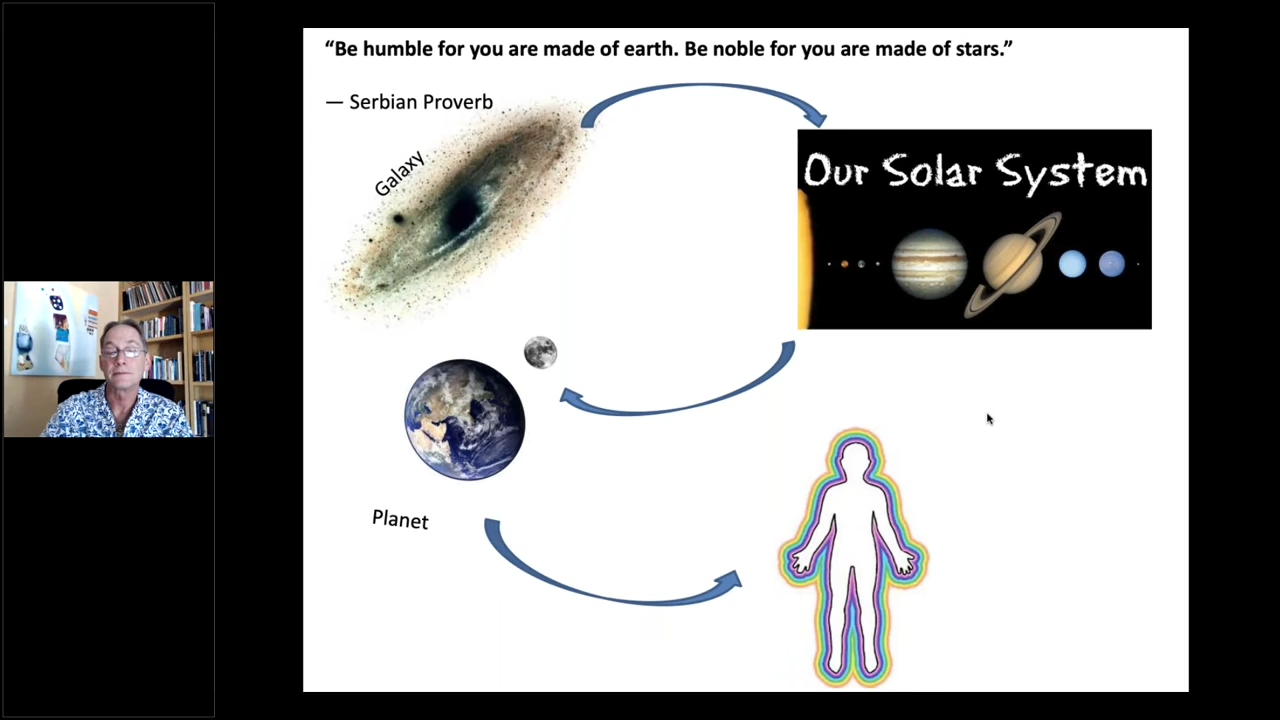 “Be humble for you are made of earth. Be noble for you are made of stars.”
— Serbian Proverb
Galaxy
Our Solar System
Planet